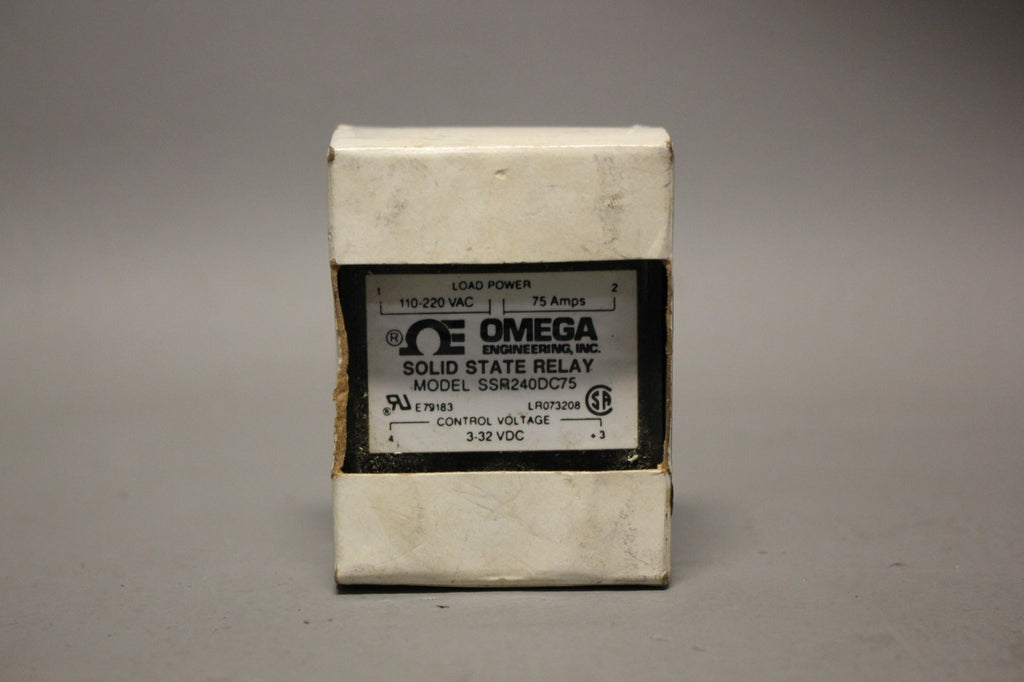 LOAD POWER
1 2
110-220 VAC 75 Amps
® OMEGA
ENGINEERING, INC.
SOLID STATE RELAY
MODEL SSR240DC75
E79183 LR073208
CONTROL VOLTAGE
4 3-32 VDC +3